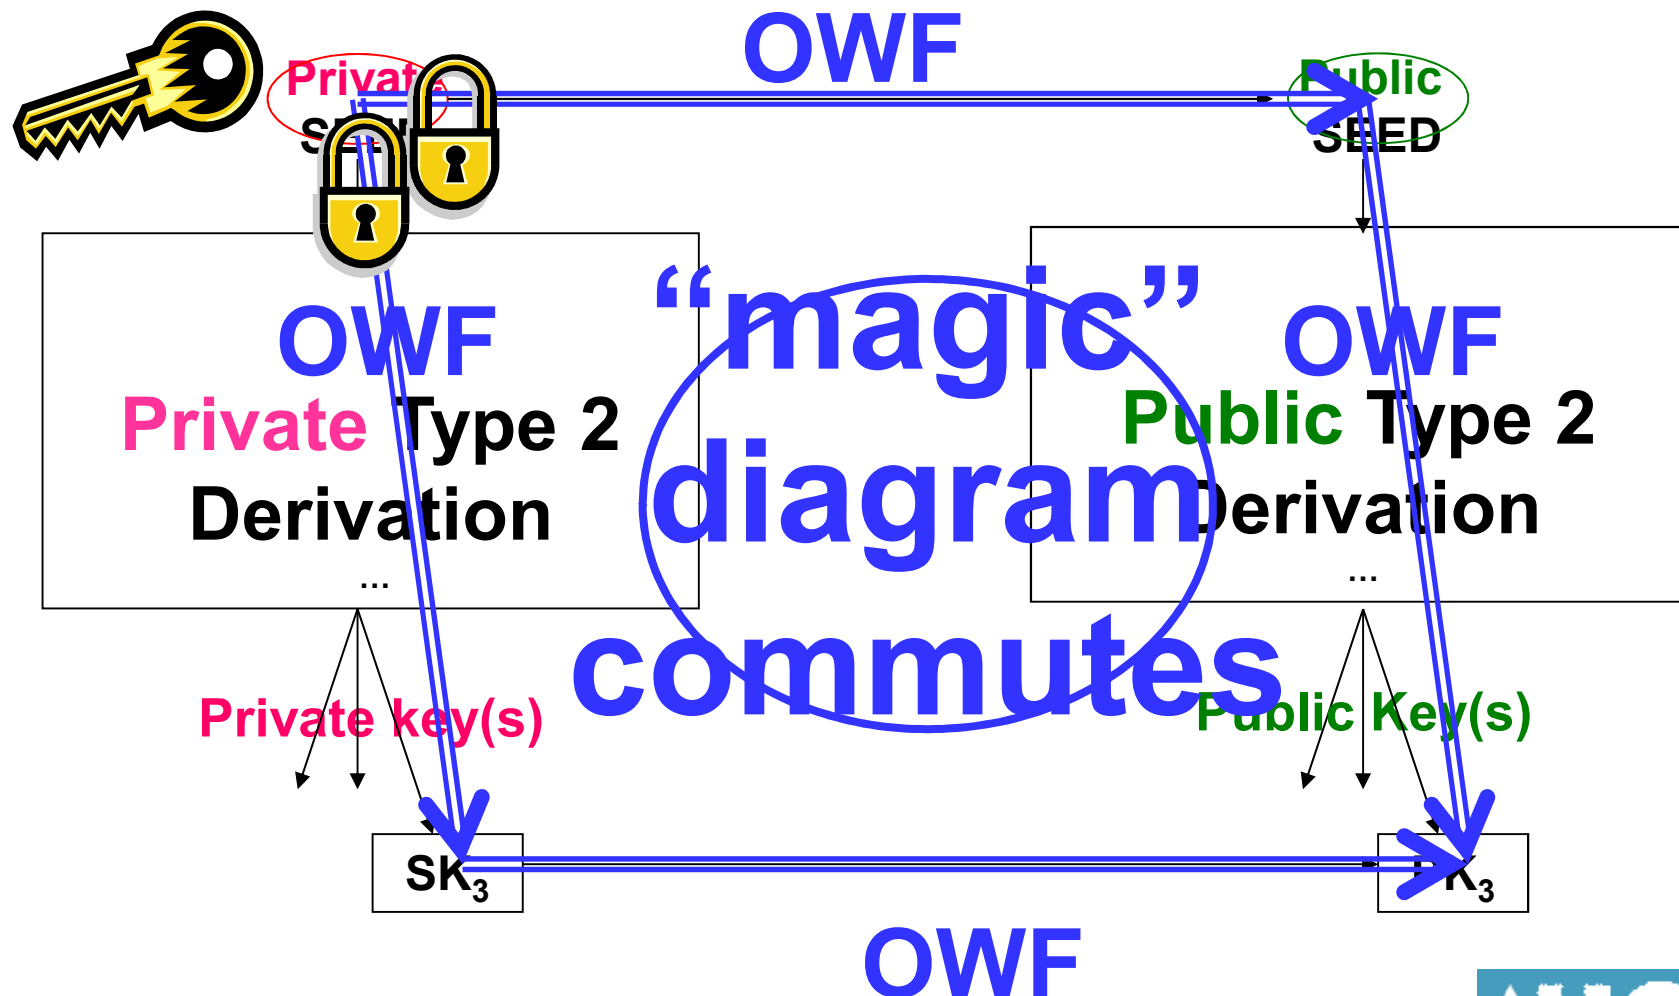 OWF
Private
Public
SEED
“magic”
OWF
OWF
Private Type 2
Public Type 2
diagram
Derivation
Derivation
...
...
commutes
Private key(s)
Public Key(s)
SK3
OWF